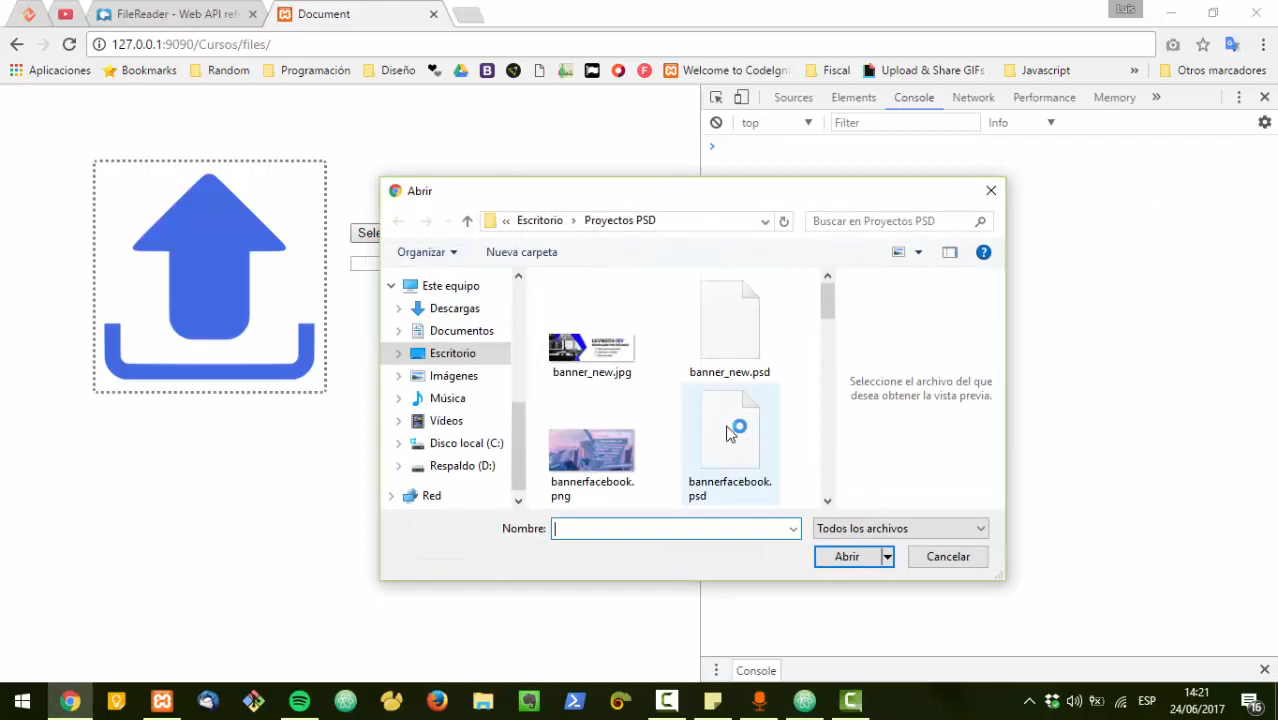 FileReader - Web API ref
Document
Luis
127.0.0.1:9090/Cursos/files/
Aplicaciones
Bookmarks
Random
Programación
Diseño
Welcome to CodeIgn
Fiscal
Upload & Share GIFs
Javascript
»
Otros marcadores
Sources
Elements
Console
Network
Performance
Memory
»
top
Filter
Info
Abrir
« Escritorio > Proyectos PSD
Buscar en Proyectos PSD
Sele
Organizar
Nueva carpeta
Este equipo
Descargas
Documentos
Escritorio
Imágenes
Música
Vídeos
Disco local (C:)
Respaldo (D:)
Red
banner_new.jpg
banner_new.psd
bannerfacebook.
png
bannerfacebook.
psd
Seleccione el archivo del que
desea obtener la vista previa.
Nombre:
Todos los archivos
Abrir
Cancelar
Console
ESP
14:21
24/06/2017
16